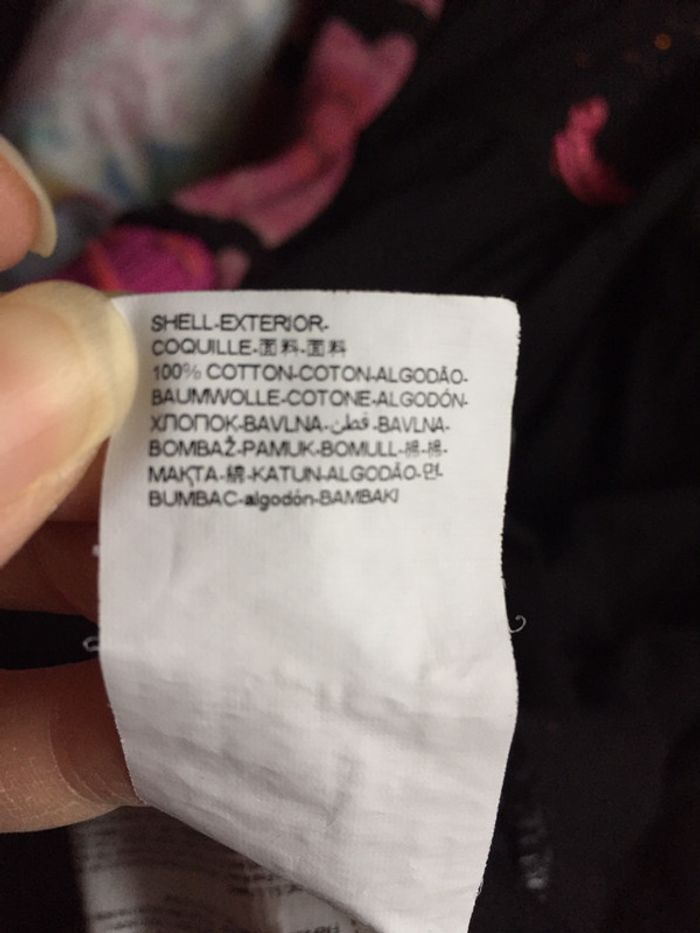 SHELL-EXTERIOR-
COQUILLE-面料-面料
100% COTTON-COTON-ALGODÃO-
BAUMWOLLE-COTONE-ALGODÓN-
ХЛОПОК-BAVLNA-قطن-BAVLNA-
BOMBAŽ-PAMUK-BOMULL-棉-棉-
МАҚТА-綿-KATUN-ALGODÃO-면-
BUMBAC-algodón-BAMBAKI